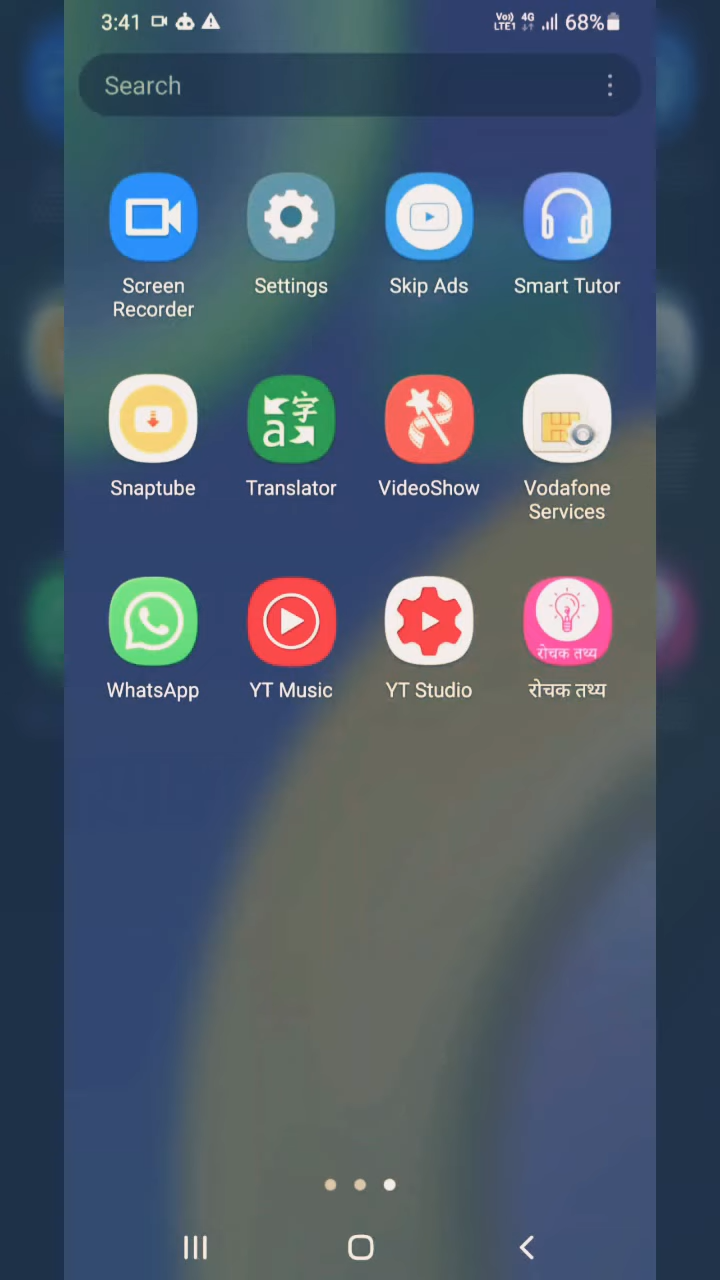 3:41
Vo)) 4G 68%
LTE1
Search
Screen Settings Skip Ads Smart Tutor
Recorder
字
a
Snaptube Translator VideoShow Vodafone
Services
रोचक तथ्य
WhatsApp YT Music YT Studio रोचक तथ्य